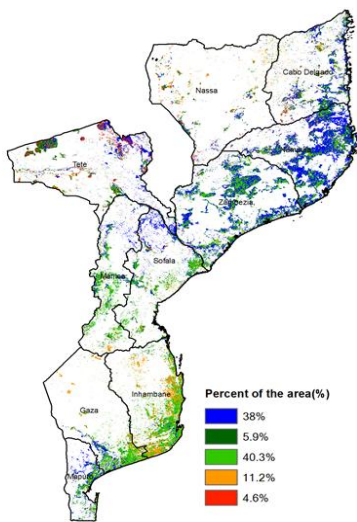 Cabo Delgado
Nassa
Tete
Zambezia
Sofala
Manica
Inhambane
Gaza
Maputo
Percent of the area(%)
38%
5.9%
40.3%
11.2%
4.6%